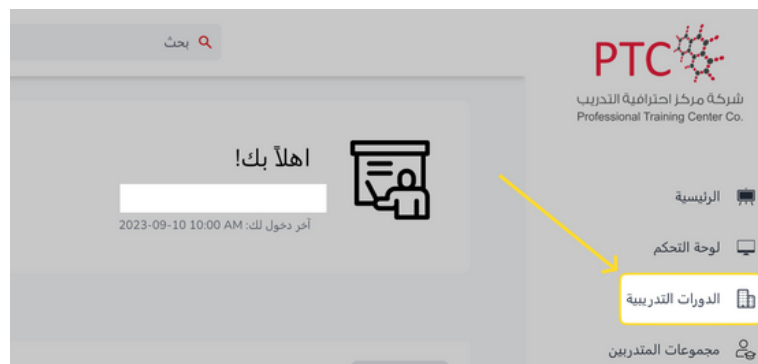 بحث
PTC
شركة مركز احترافية التدريب
Professional Training Center Co.
اهلاً بك!
آخر دخول لك: 2023-09-10 10:00 AM
الرئيسية
لوحة التحكم
الدورات التدريبية
مجموعات المتدربين